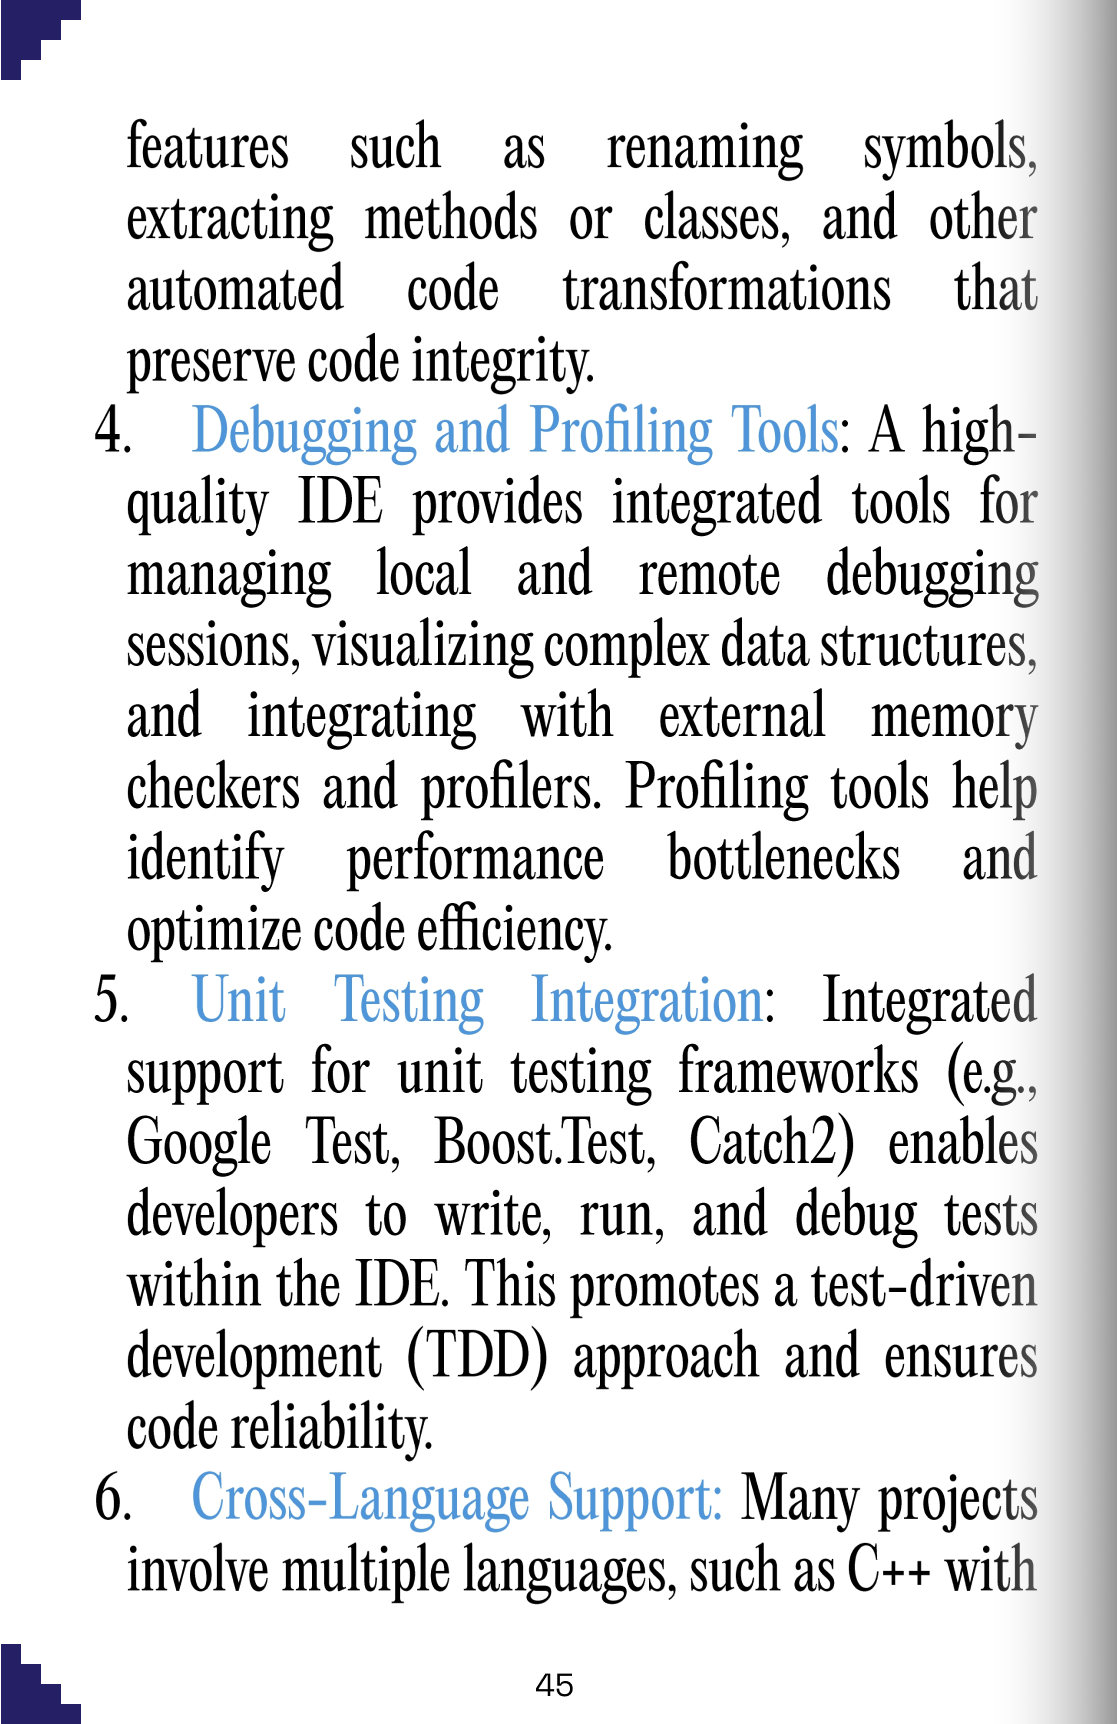 features such as renaming symbols,
extracting methods or classes, and other
automated code transformations that
preserve code integrity.
4. Debugging and Profiling Tools: A high-
quality IDE provides integrated tools for
managing local and remote debugging
sessions, visualizing complex data structures,
and integrating with external memory
checkers and profilers. Profiling tools help
identify performance bottlenecks and
optimize code efficiency.
5. Unit Testing Integration: Integrated
support for unit testing frameworks (e.g.,
Google Test, Boost.Test, Catch2) enables
developers to write, run, and debug tests
within the IDE. This promotes a test-driven
development (TDD) approach and ensures
code reliability.
6. Cross-Language Support: Many projects
involve multiple languages, such as C++ with
45